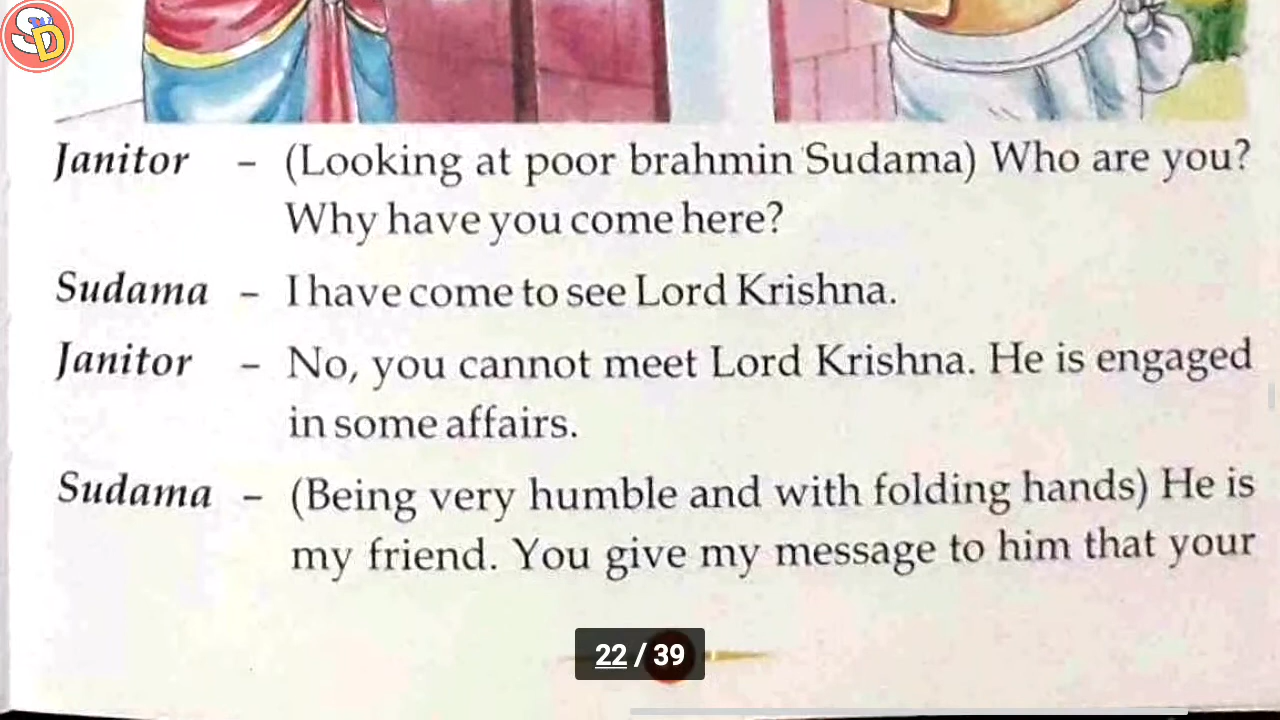 SD
Janitor – (Looking at poor brahmin Sudama) Who are you?
Why have you come here?
Sudama – I have come to see Lord Krishna.
Janitor – No, you cannot meet Lord Krishna. He is engaged
in some affairs.
Sudama – (Being very humble and with folding hands) He is
my friend. You give my message to him that your
22 / 39